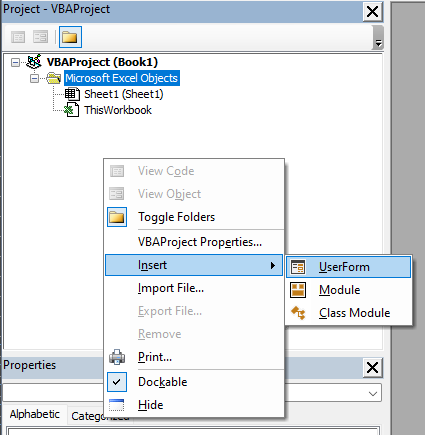 Project - VBAProject
VBAProject (Book1)
Microsoft Excel Objects
Sheet1 (Sheet1)
ThisWorkbook
View Code
View Object
Toggle Folders
VBAProject Properties...
Insert
UserForm
Import File...
Module
Export File...
Class Module
Remove
Print...
Properties
Dockable
Alphabetic Categorized
Hide